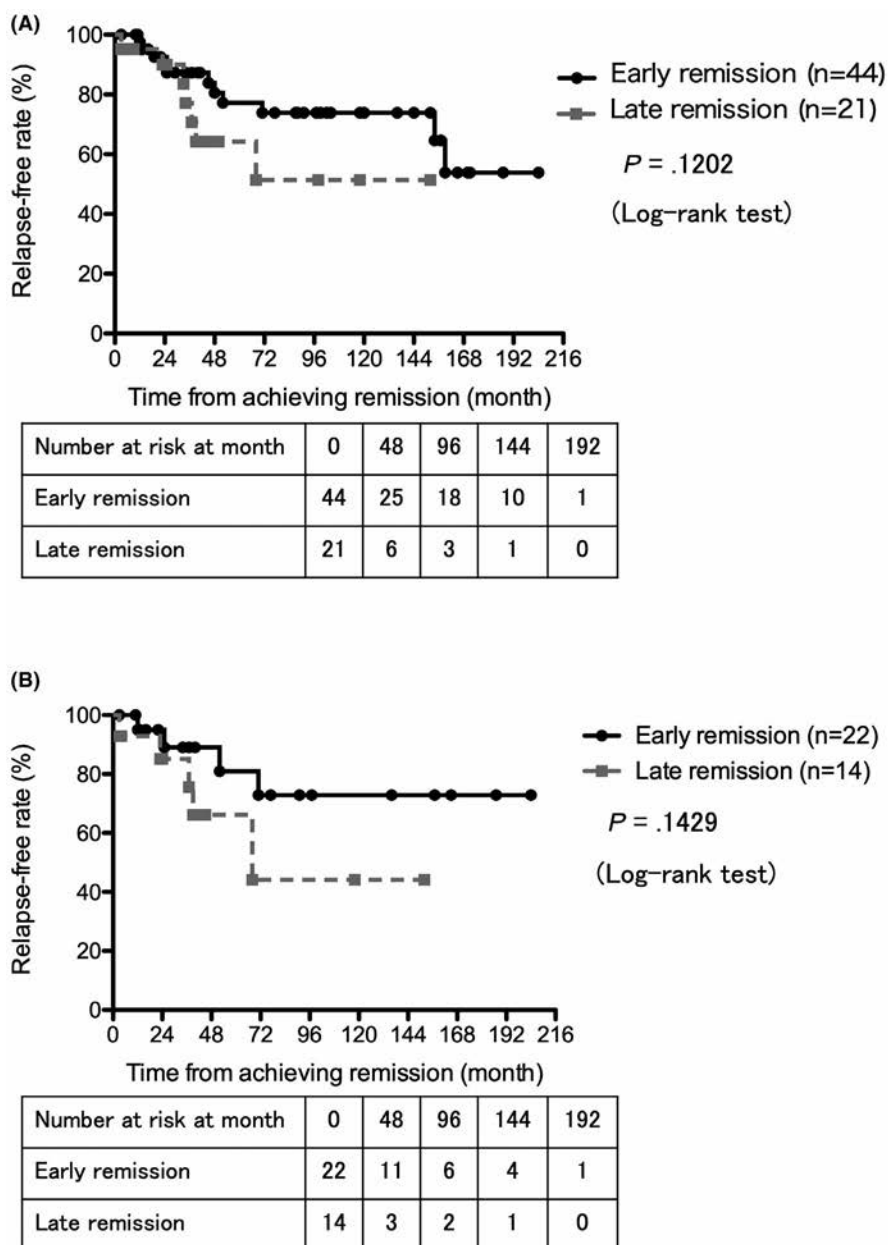 (A)
100
80
60
40
20
0
Relapse-free rate (%)
0 24 48 72 96 120 144 168 192 216
Time from achieving remission (month)
Early remission (n=44)
Late remission (n=21)
P = .1202
(Log-rank test)
Number at risk at month 0 48 96 144 192
Early remission 44 25 18 10 1
Late remission 21 6 3 1 0
(B)
100
80
60
40
20
0
Relapse-free rate (%)
0 24 48 72 96 120 144 168 192 216
Time from achieving remission (month)
Early remission (n=22)
Late remission (n=14)
P = .1429
(Log-rank test)
Number at risk at month 0 48 96 144 192
Early remission 22 11 6 4 1
Late remission 14 3 2 1 0